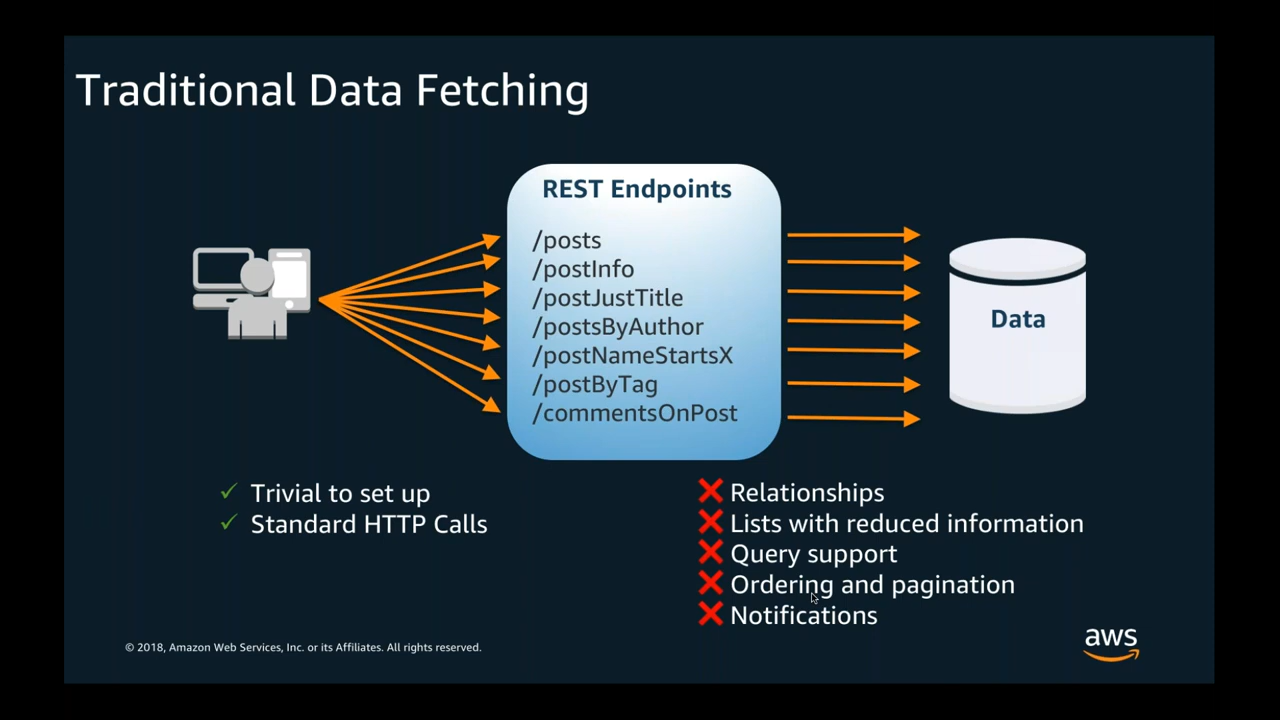 Traditional Data Fetching
REST Endpoints
/posts
/postInfo
/postJustTitle
/postsByAuthor
/postNameStartsX
/postByTag
/commentsOnPost
Data
✓ Trivial to set up
✓ Standard HTTP Calls
❌ Relationships
❌ Lists with reduced information
❌ Query support
❌ Ordering and pagination
❌ Notifications
© 2018, Amazon Web Services, Inc. or its Affiliates. All rights reserved.
aws